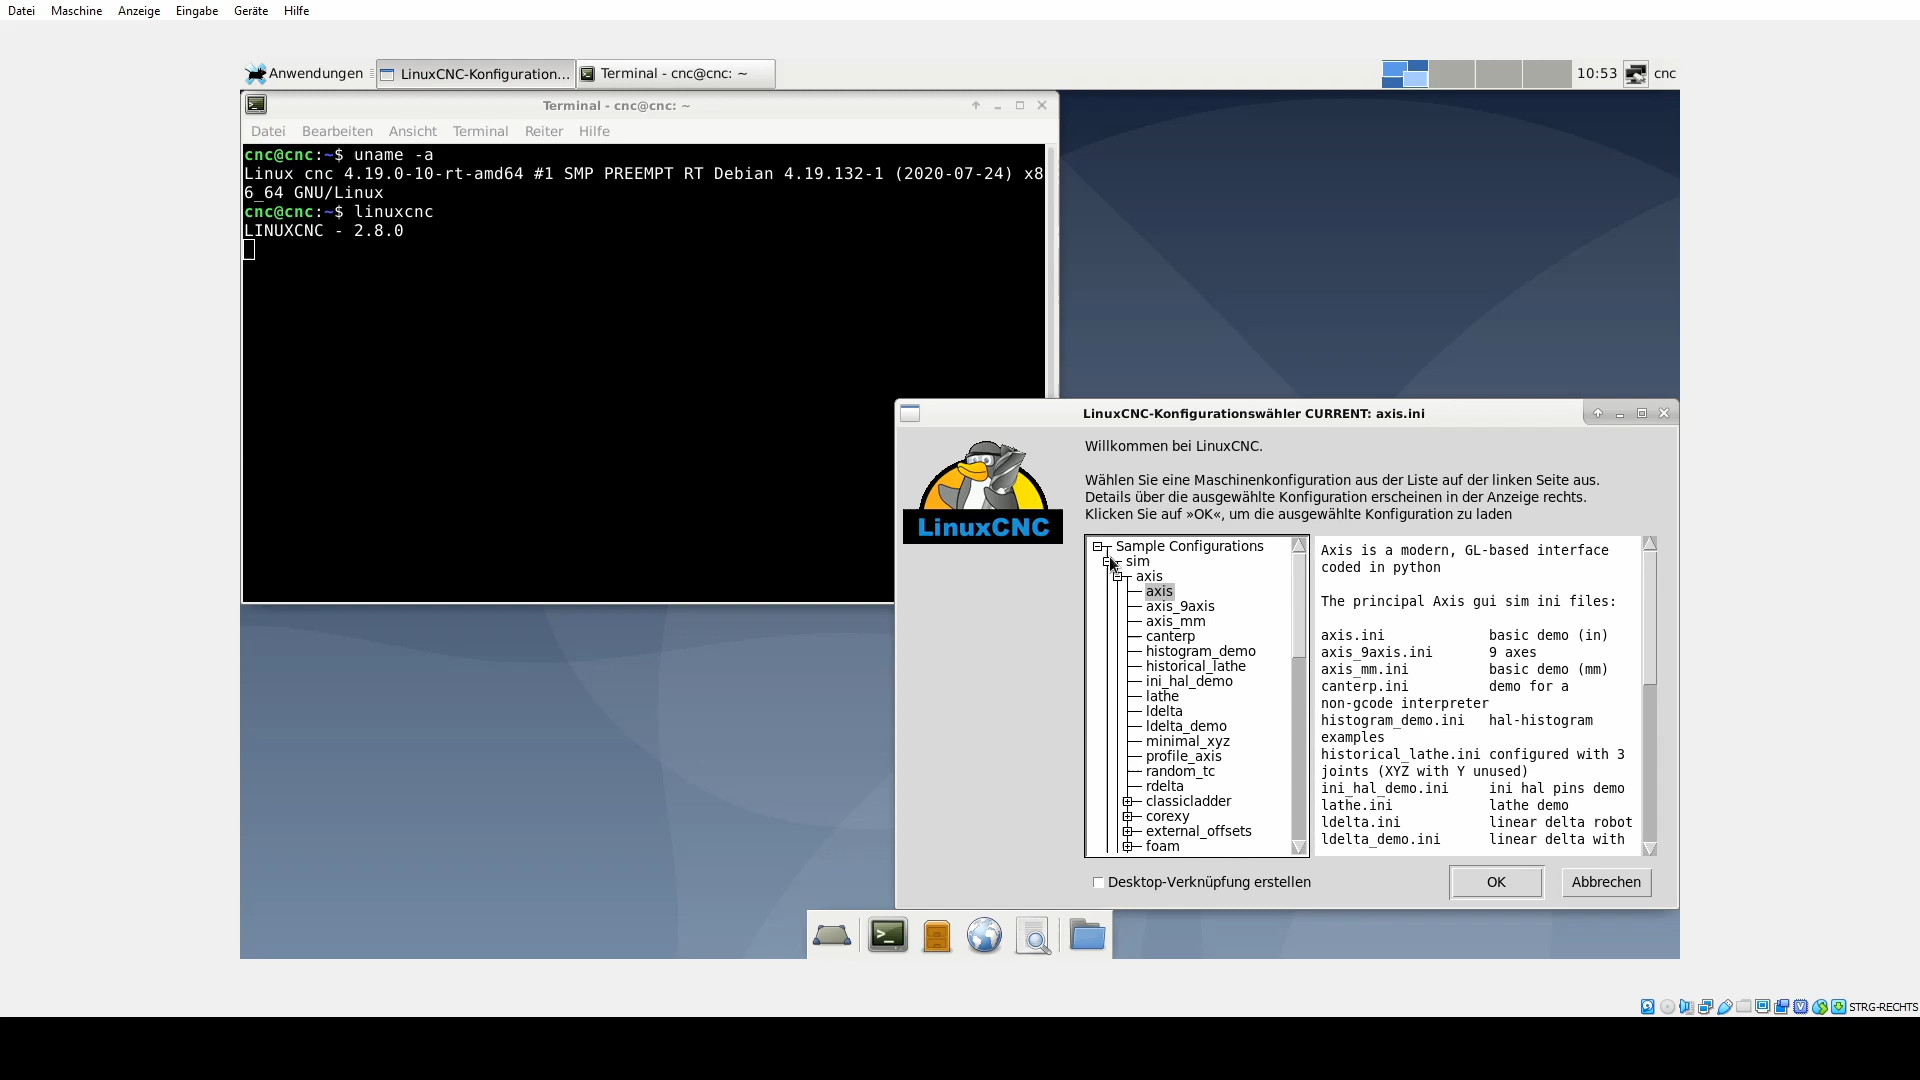 Datei Maschine Anzeige Eingabe Geräte Hilfe
Anwendungen LinuxCNC-Konfiguration... Terminal - cnc@cnc: ~ 10:53 cnc
Terminal - cnc@cnc: ~
Datei Bearbeiten Ansicht Terminal Reiter Hilfe
cnc@cnc:~$ uname -a
Linux cnc 4.19.0-10-rt-amd64 #1 SMP PREEMPT RT Debian 4.19.132-1 (2020-07-24) x8
6_64 GNU/Linux
cnc@cnc:~$ linuxcnc
LINUXCNC - 2.8.0
LinuxCNC-Konfigurationswähler CURRENT: axis.ini
LinuxCNC
Willkommen bei LinuxCNC.
Wählen Sie eine Maschinenkonfiguration aus der Liste auf der linken Seite aus.
Details über die ausgewählte Konfiguration erscheinen in der Anzeige rechts.
Klicken Sie auf »OK«, um die ausgewählte Konfiguration zu laden
Sample Configurations
sim
axis
axis
axis_9axis
axis_mm
canterp
histogram_demo
historical_lathe
ini_hal_demo
lathe
ldelta
ldelta_demo
minimal_xyz
profile_axis
random_tc
rdelta
classicladder
corexy
external_offsets
foam
Axis is a modern, GL-based interface
coded in python
The principal Axis gui sim ini files:
axis.ini basic demo (in)
axis_9axis.ini 9 axes
axis_mm.ini basic demo (mm)
canterp.ini demo for a
non-gcode interpreter
histogram_demo.ini hal-histogram
examples
historical_lathe.ini configured with 3
joints (XYZ with Y unused)
ini_hal_demo.ini ini hal pins demo
lathe.ini lathe demo
ldelta.ini linear delta robot
ldelta_demo.ini linear delta with
Desktop-Verknüpfung erstellen
OK Abbrechen
STRG-RECHTS